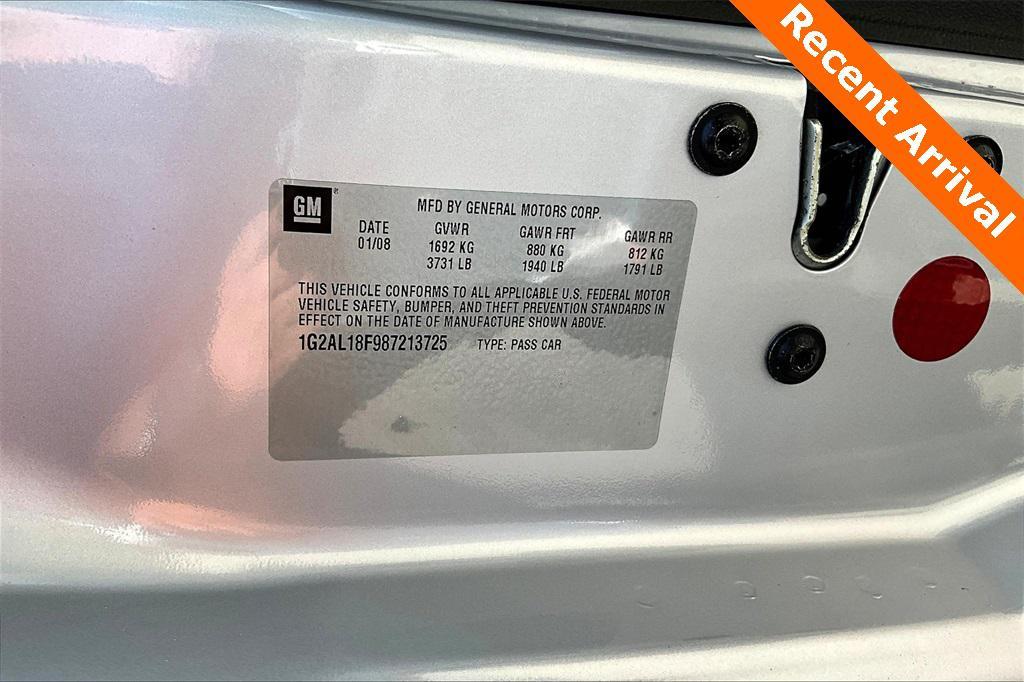 Recent Arrival
GM
MFD BY GENERAL MOTORS CORP.
DATE GVWR GAWR FRT GAWR RR
01/08 1692 KG 880 KG 812 KG
3731 LB 1940 LB 1791 LB
THIS VEHICLE CONFORMS TO ALL APPLICABLE U.S. FEDERAL MOTOR
VEHICLE SAFETY, BUMPER, AND THEFT PREVENTION STANDARDS IN
EFFECT ON THE DATE OF MANUFACTURE SHOWN ABOVE.
1G2AL18F987213725 TYPE: PASS CAR